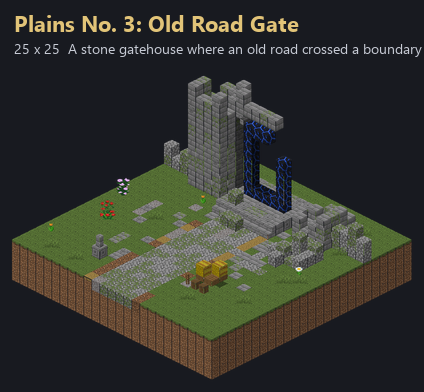 Plains No. 3: Old Road Gate
25 x 25  A stone gatehouse where an old road crossed a boundary